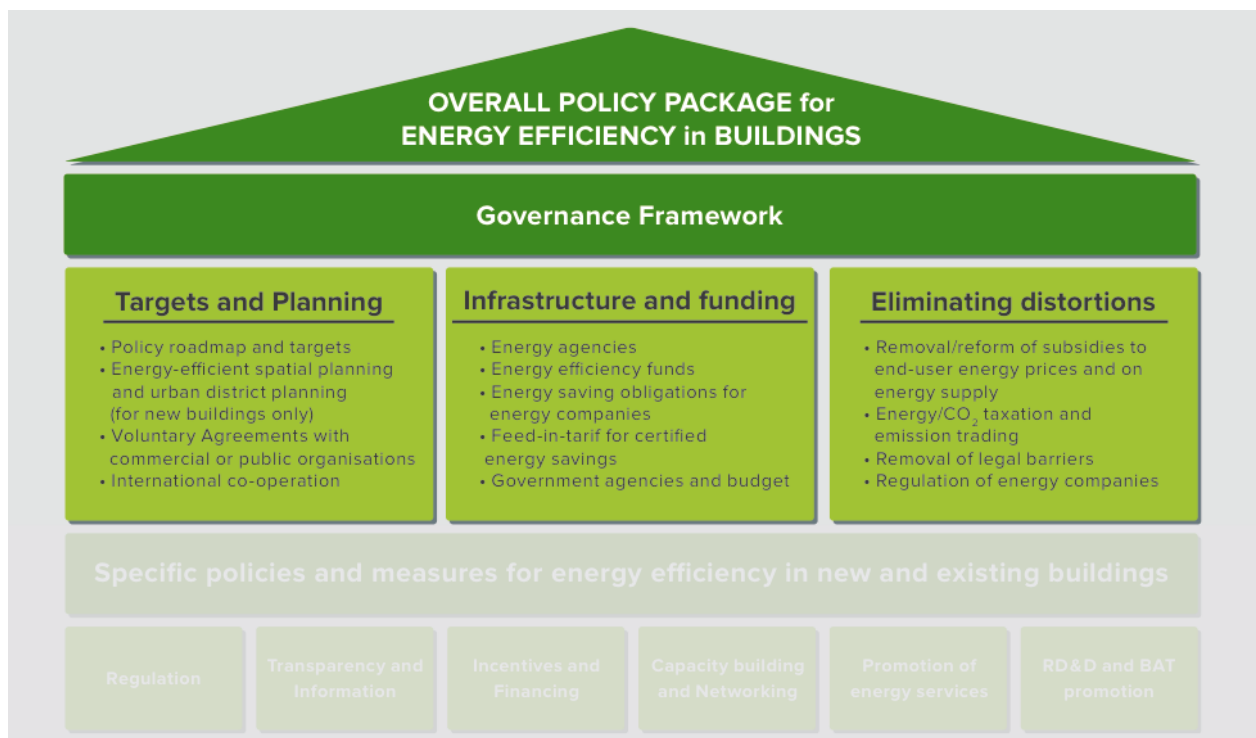 OVERALL POLICY PACKAGE for
ENERGY EFFICIENCY in BUILDINGS
Governance Framework
Targets and Planning
• Policy roadmap and targets
• Energy-efficient spatial planning
and urban district planning
(for new buildings only)
• Voluntary Agreements with
commercial or public organisations
• International co-operation
Infrastructure and funding
• Energy agencies
• Energy efficiency funds
• Energy saving obligations for
energy companies
• Feed-in-tarif for certified
energy savings
• Government agencies and budget
Eliminating distortions
• Removal/reform of subsidies to
end-user energy prices and on
energy supply
• Energy/CO₂ taxation and
emission trading
• Removal of legal barriers
• Regulation of energy companies
Specific policies and measures for energy efficiency in new and existing buildings
Regulation
Transparency and
Information
Incentives and
Financing
Capacity building
and Networking
Promotion of
energy services
RD&D and BAT
promotion